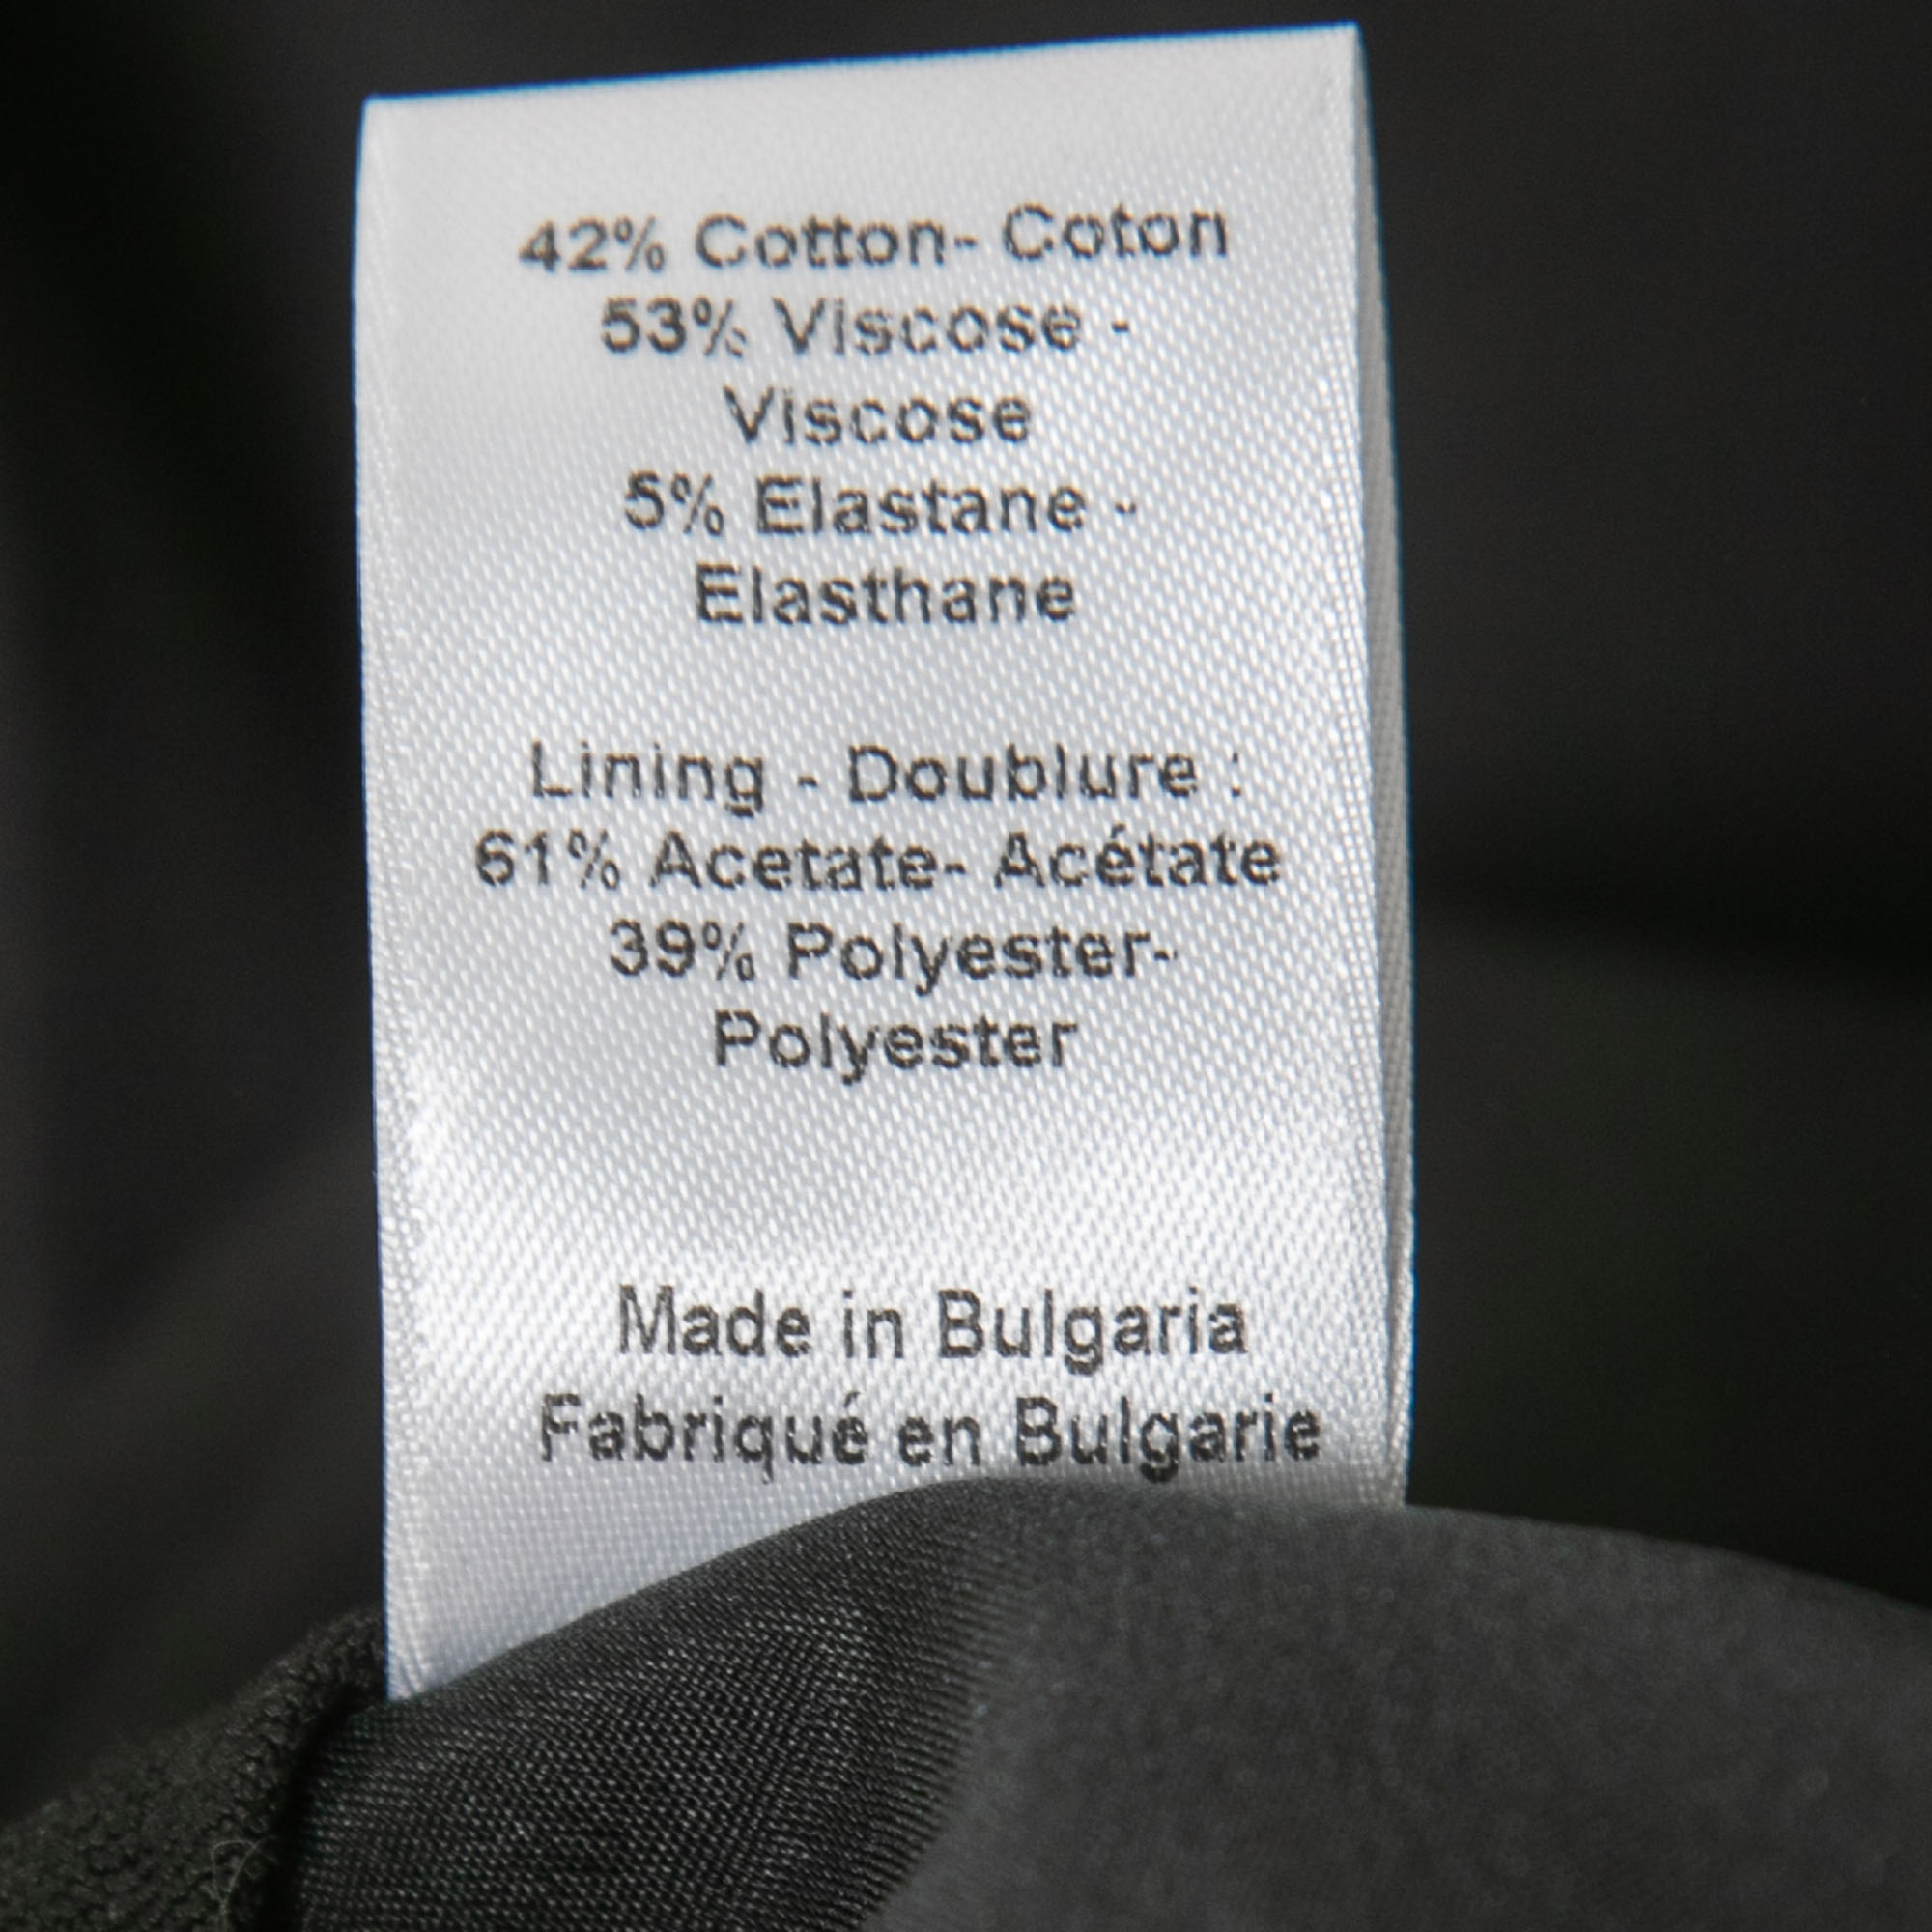 42% Cotton- Coton
53% Viscose -
Viscose
5% Elastane -
Elasthane
Lining - Doublure :
61% Acetate- Acétate
39% Polyester-
Polyester
Made in Bulgaria
Fabriqué en Bulgarie